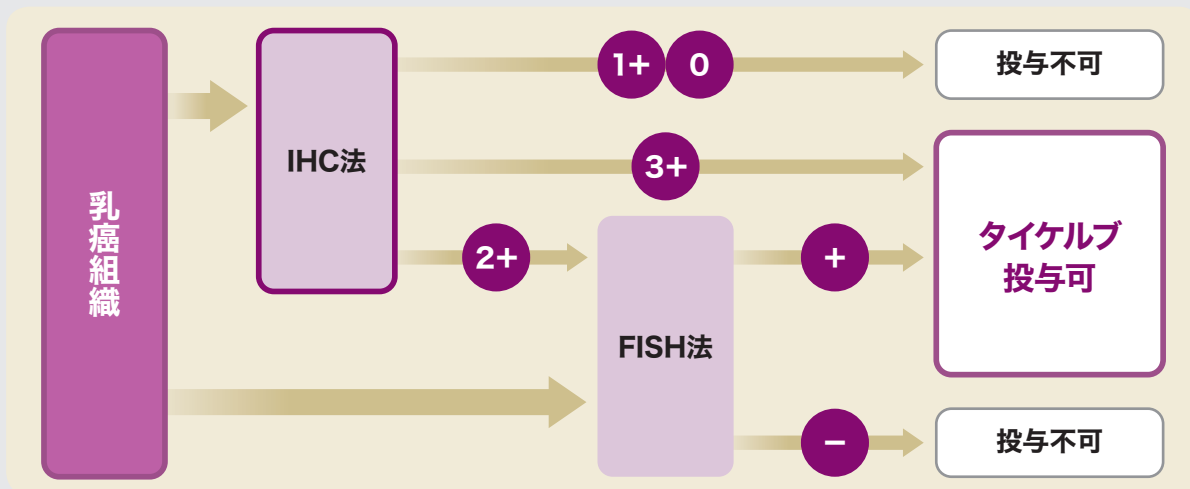 乳癌組織
IHC法
1+
0
投与不可
3+
タイケルブ
投与可
2+
+
FISH法
−
投与不可